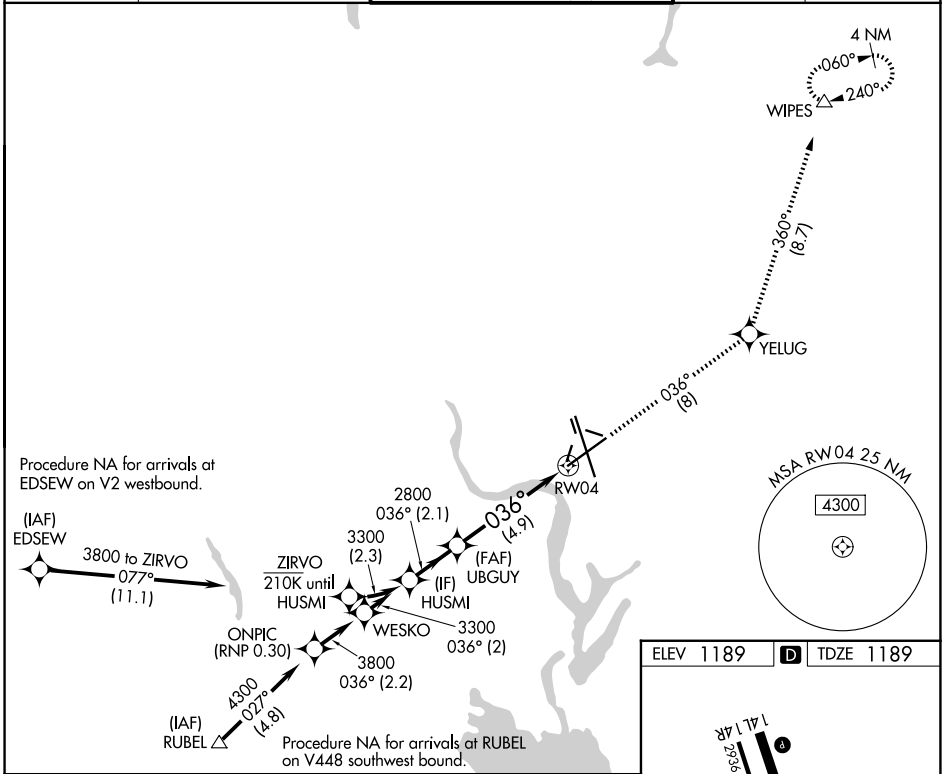 4 NM
060°
240°
WIPES
360°
(8.7)
YELUG
036°
(8)
Procedure NA for arrivals at
EDSEW on V2 westbound.
MSA RW04 25 NM
4300
RW04
2800
036° (2.1)
036°
(4.9)
(IAF)
EDSEW
3800 to ZIRVO
077°
(11.1)
3300
(2.3)
ZIRVO
210K until
HUSMI
(FAF)
UBGUY
(IF)
HUSMI
WESKO
3300
036° (2)
ONPIC
(RNP 0.30)
3800
036° (2.2)
4300
027°
(4.8)
(IAF)
RUBEL
Procedure NA for arrivals at RUBEL
on V448 southwest bound.
ELEV 1189 D TDZE 1189
14L
14R
2936
P